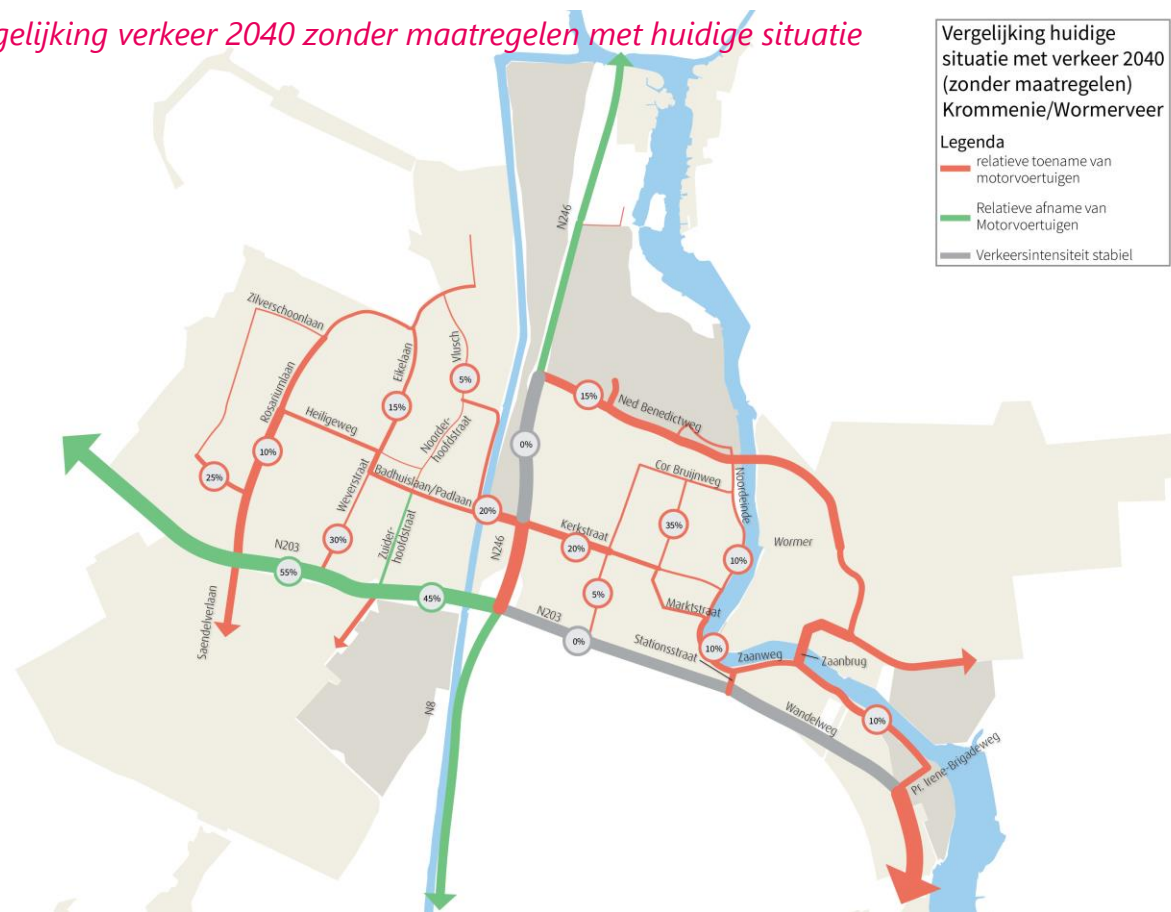 gelijking verkeer 2040 zonder maatregelen met huidige situatie
Vergelijking huidige
situatie met verkeer 2040
(zonder maatregelen)
Krommenie/Wormerveer
Legenda
relatieve toename van
motorvoertuigen
Relatieve afname van
Motorvoertuigen
Verkeersintensiteit stabiel
N246
Zilverschoonlaan
Vlusch
Eikelaan
Rosariumlaan
5%
15%
15%
Ned Benedictweg
Heiligeweg
Noorder-
hooldstraat
0%
10%
Cor Bruijnweg
25%
Weverstraat
Badhuislaan/Padlaan
Noordeinde
20%
35%
Kerkstraat
N246
30%
Zuider-
hooldstraat
20%
Wormer
N203
10%
55%
45%
5%
Marktstraat
N203
0%
Saendelverlaan
Stationsstraat
10%
Zaanweg
Zaanbrug
N8
Wandelweg
10%
Pr. Irene-Brigadeweg